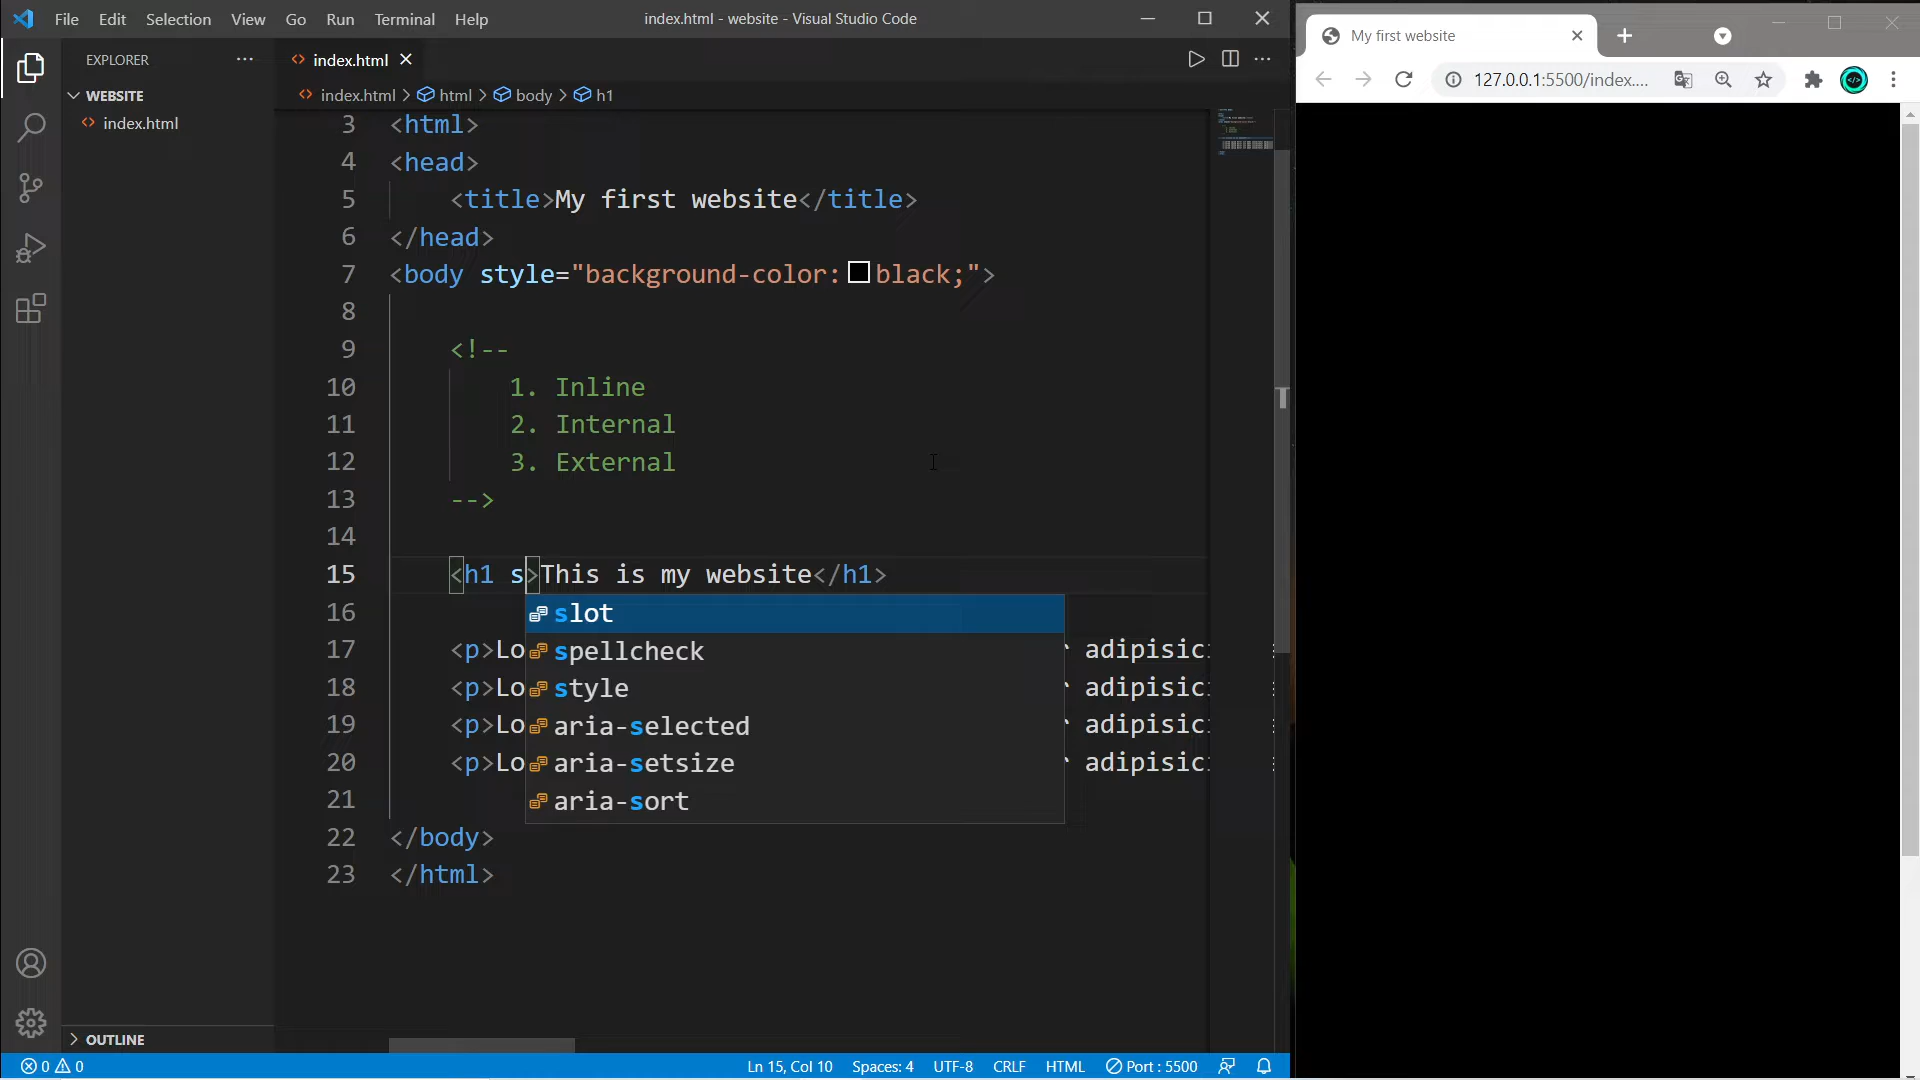 File Edit Selection View Go Run Terminal Help
index.html - website - Visual Studio Code
EXPLORER
WEBSITE
index.html
OUTLINE
index.html
index.html > html > body > h1
3 <html>
4 <head>
5 <title>My first website</title>
6 </head>
7 <body style="background-color: black;">
8
9 <!--
10 1. Inline
11 2. Internal
12 3. External
13 -->
14
15 <h1 s>This is my website</h1>
16
17 <p>Lo adipisic
18 <p>Lo adipisic
19 <p>Lo adipisic
20 <p>Lo adipisic
21
22 </body>
23 </html>
slot
spellcheck
style
aria-selected
aria-setsize
aria-sort
0 0
Ln 15, Col 10 Spaces: 4 UTF-8 CRLF HTML Port : 5500
My first website
127.0.0.1:5500/index....